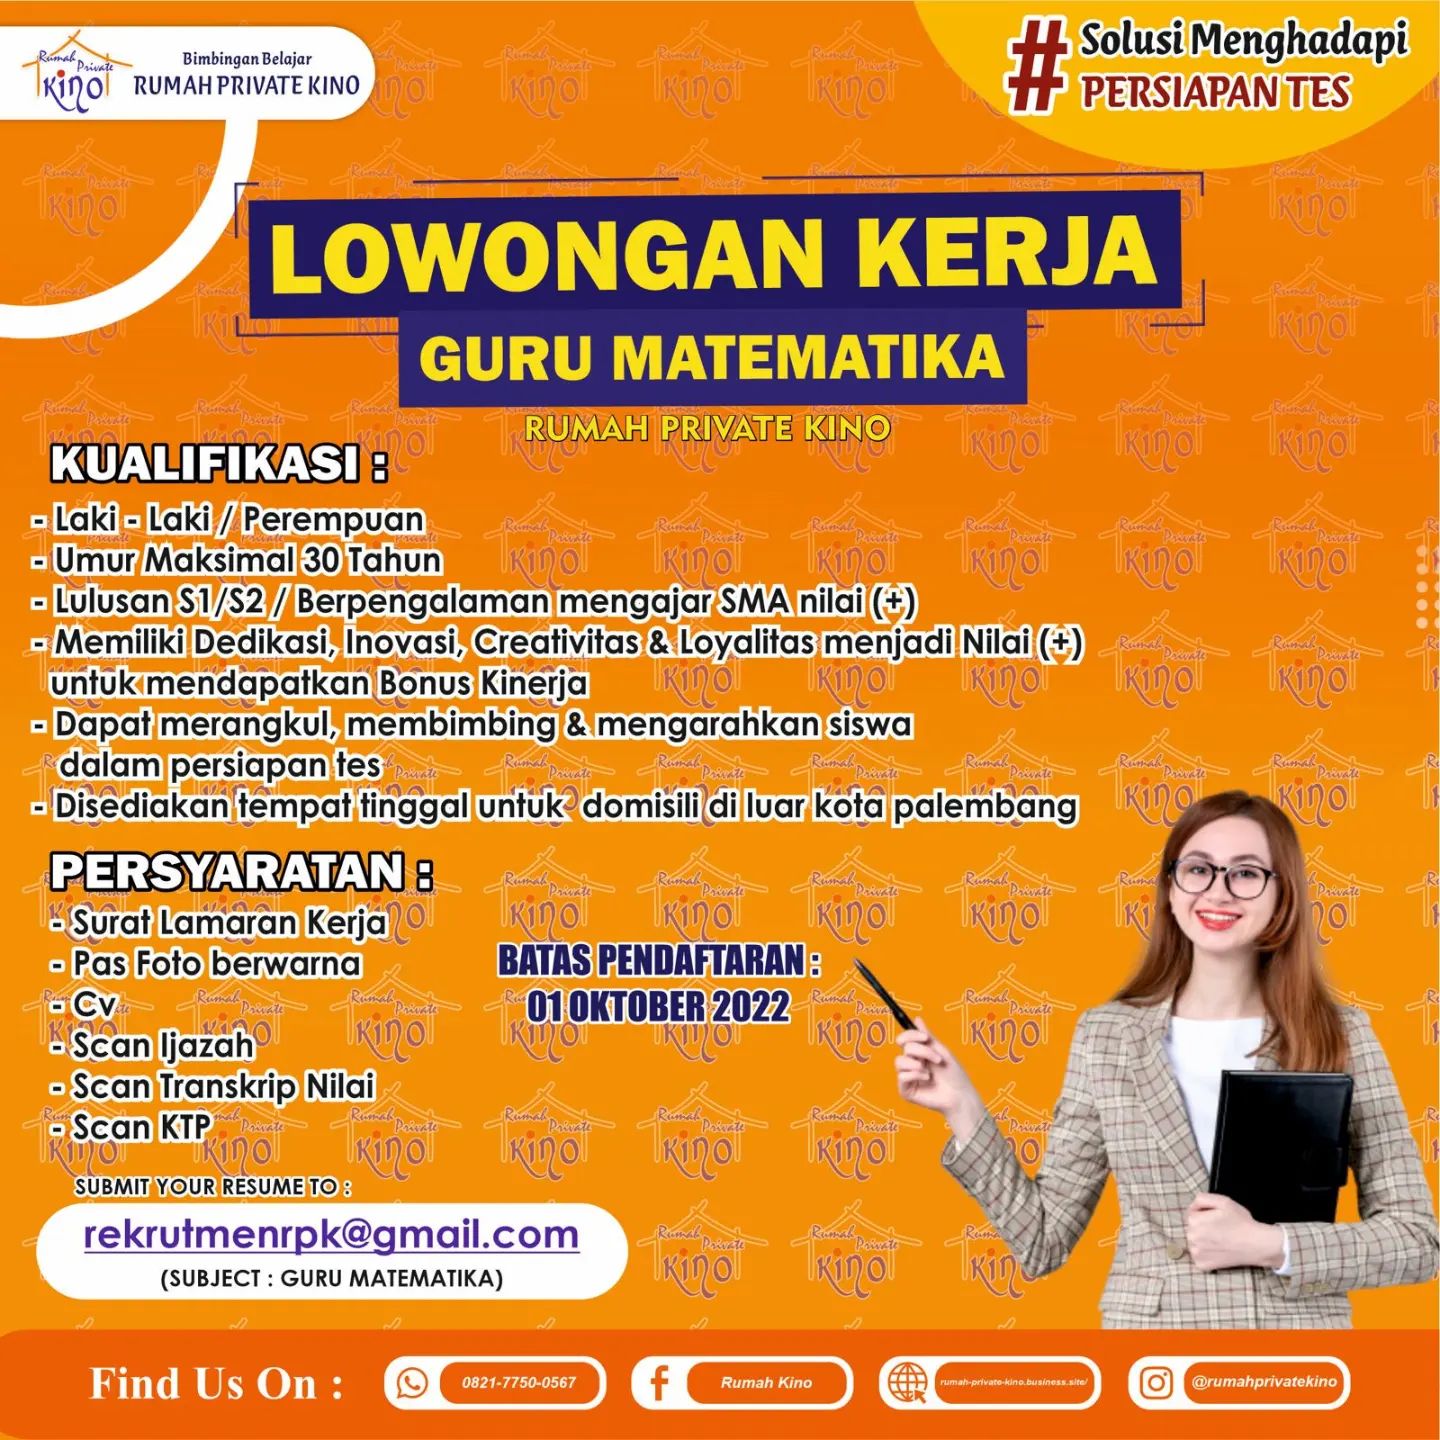 Rumah Private
Kino
Bimbingan Belajar
RUMAH PRIVATE KINO
# Solusi Menghadapi
PERSIAPAN TES
LOWONGAN KERJA
GURU MATEMATIKA
RUMAH PRIVATE KINO
KUALIFIKASI :
- Laki - Laki / Perempuan
- Umur Maksimal 30 Tahun
- Lulusan S1/S2 / Berpengalaman mengajar SMA nilai (+)
- Memiliki Dedikasi, Inovasi, Creativitas & Loyalitas menjadi Nilai (+)
untuk mendapatkan Bonus Kinerja
- Dapat merangkul, membimbing & mengarahkan siswa
dalam persiapan tes
- Disediakan tempat tinggal untuk domisili di luar kota palembang
PERSYARATAN :
- Surat Lamaran Kerja
- Pas Foto berwarna
- Cv
- Scan Ijazah
- Scan Transkrip Nilai
- Scan KTP
BATAS PENDAFTARAN :
01 OKTOBER 2022
SUBMIT YOUR RESUME TO :
rekrutmenrpk@gmail.com
(SUBJECT : GURU MATEMATIKA)
Find Us On :
0821-7750-0567
Rumah Kino
rumah-private-kino.business.site/
@rumahprivatekino